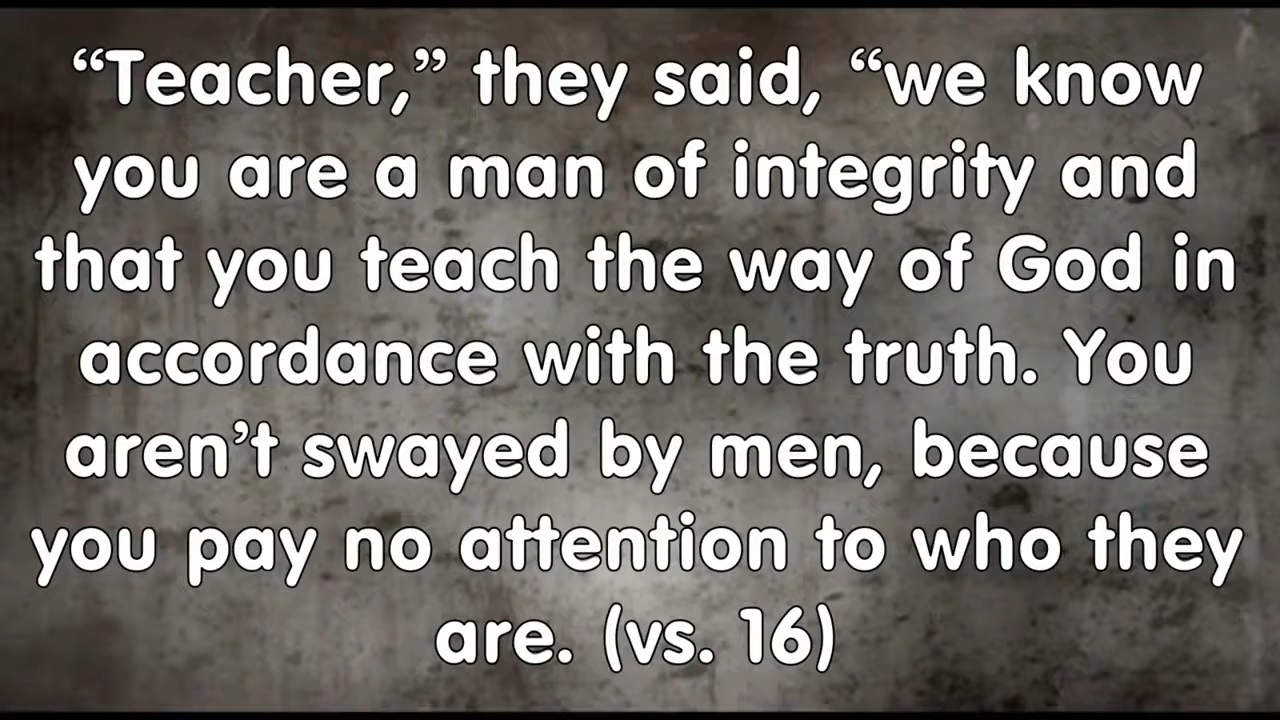 “Teacher,” they said, “we know
you are a man of integrity and
that you teach the way of God in
accordance with the truth. You
aren’t swayed by men, because
you pay no attention to who they
are. (vs. 16)